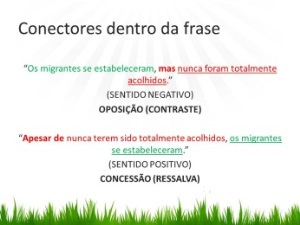 Conectores dentro da frase
“Os migrantes se estabeleceram, mas nunca foram totalmente
acolhidos.”
(SENTIDO NEGATIVO)
OPOSIÇÃO (CONTRASTE)
“Apesar de nunca terem sido totalmente acolhidos, os migrantes
se estabeleceram.”
(SENTIDO POSITIVO)
CONCESSÃO (RESSALVA)